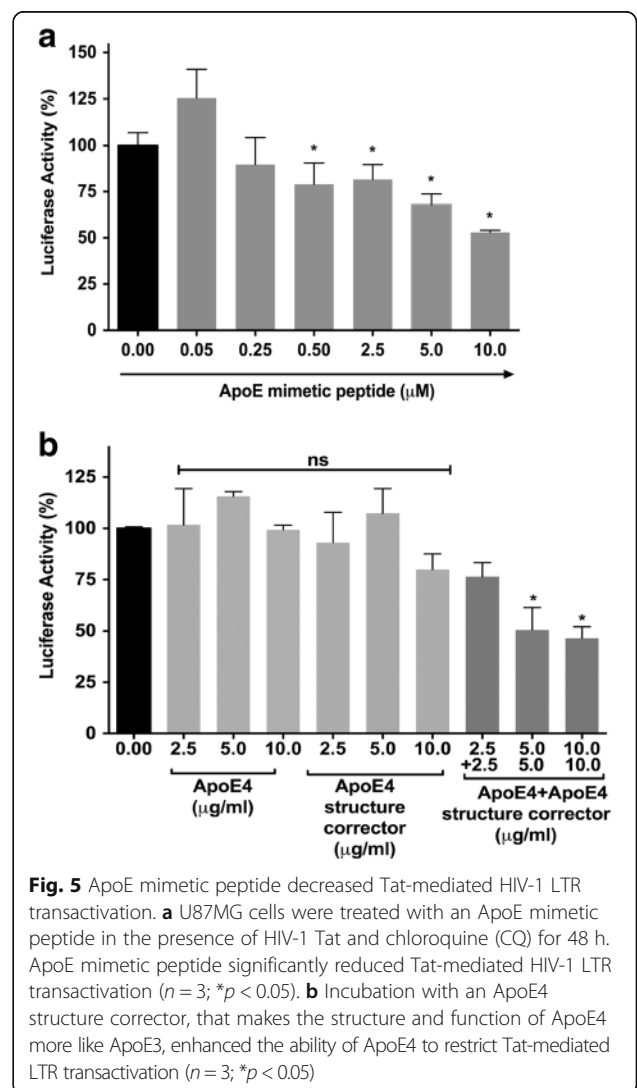 a
150
125
100
75
50
25
0
Luciferase Activity (%)
* * * *
0.00 0.05 0.25 0.50 2.5 5.0 10.0
ApoE mimetic peptide (μM)
b
ns
125
100
75
50
25
0
Luciferase Activity (%)
* *
0.00 2.5 5.0 10.0 2.5 5.0 10.0 2.5 5.0 10.0
+2.5 5.0 10.0
ApoE4
(μg/ml)
ApoE4
structure
corrector
(μg/ml)
ApoE4+ApoE4
structure corrector
(μg/ml)
Fig. 5 ApoE mimetic peptide decreased Tat-mediated HIV-1 LTR
transactivation. a U87MG cells were treated with an ApoE mimetic
peptide in the presence of HIV-1 Tat and chloroquine (CQ) for 48 h.
ApoE mimetic peptide significantly reduced Tat-mediated HIV-1 LTR
transactivation (n = 3; *p < 0.05). b Incubation with an ApoE4
structure corrector, that makes the structure and function of ApoE4
more like ApoE3, enhanced the ability of ApoE4 to restrict Tat-mediated
LTR transactivation (n = 3; *p < 0.05)